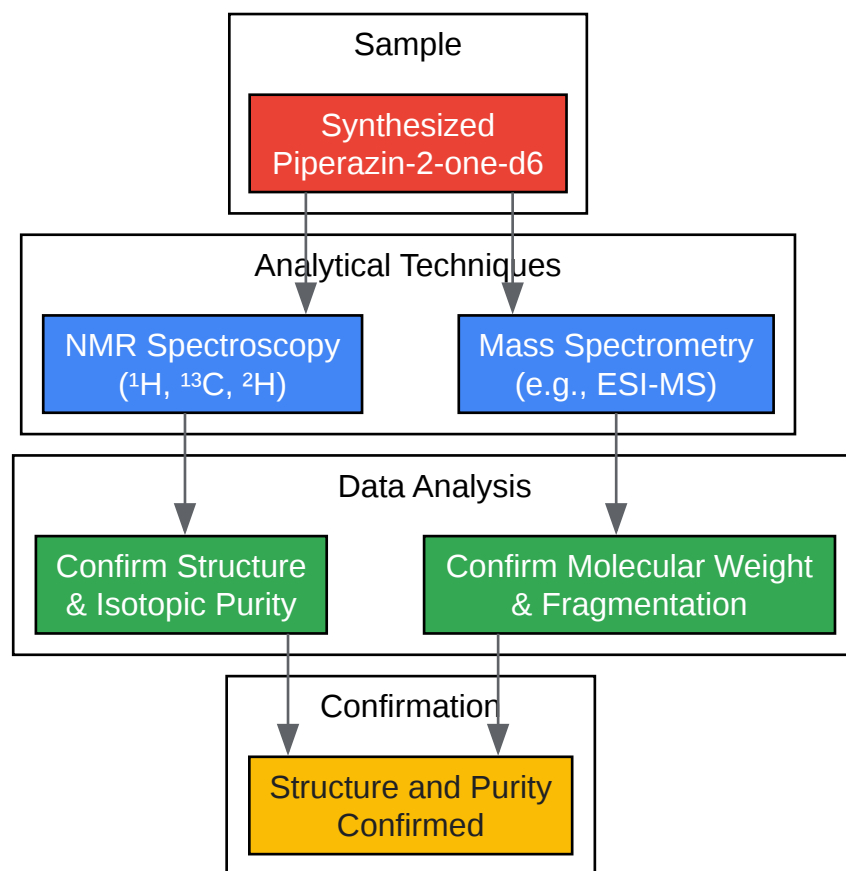 Sample
Synthesized
Piperazin-2-one-d6
Analytical Techniques
NMR Spectroscopy
(¹H, ¹³C, ²H)
Mass Spectrometry
(e.g., ESI-MS)
Data Analysis
Confirm Structure
& Isotopic Purity
Confirm Molecular Weight
& Fragmentation
Confirmation
Structure and Purity
Confirmed